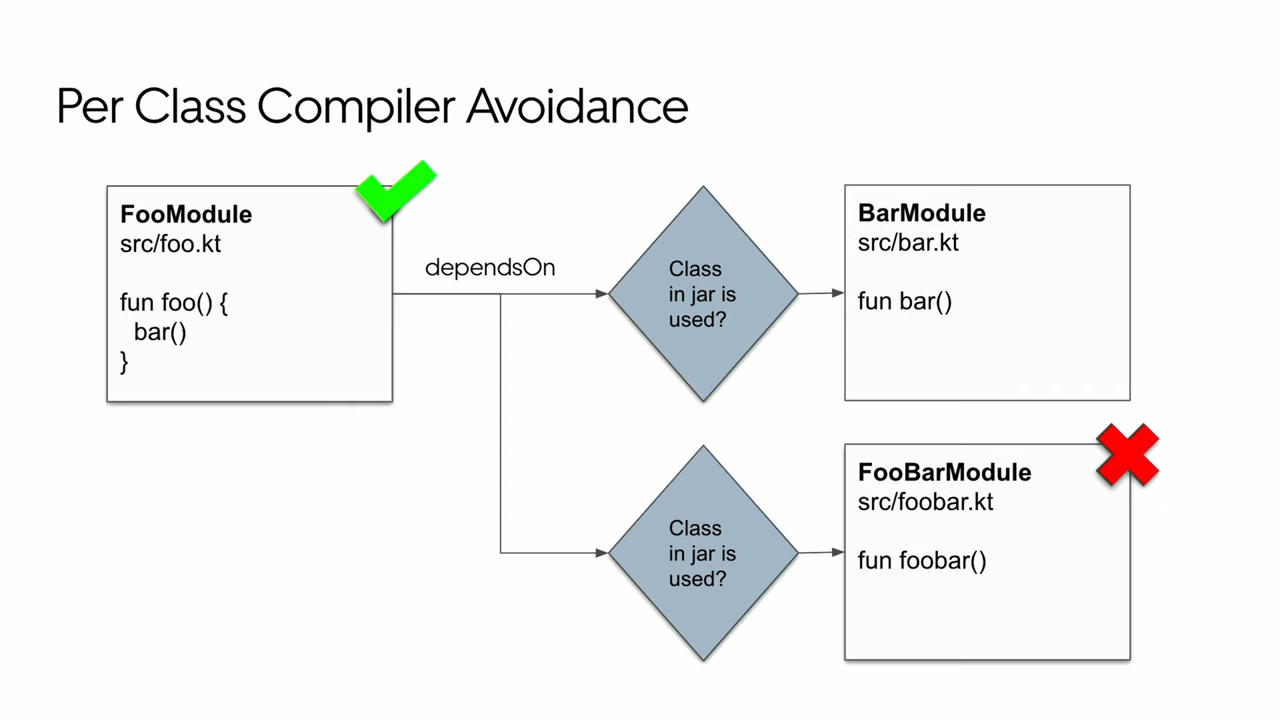 Per Class Compiler Avoidance
FooModule
src/foo.kt
fun foo() {
bar()
}
dependsOn
Class
in jar is
used?
BarModule
src/bar.kt
fun bar()
Class
in jar is
used?
FooBarModule
src/foobar.kt
fun foobar()